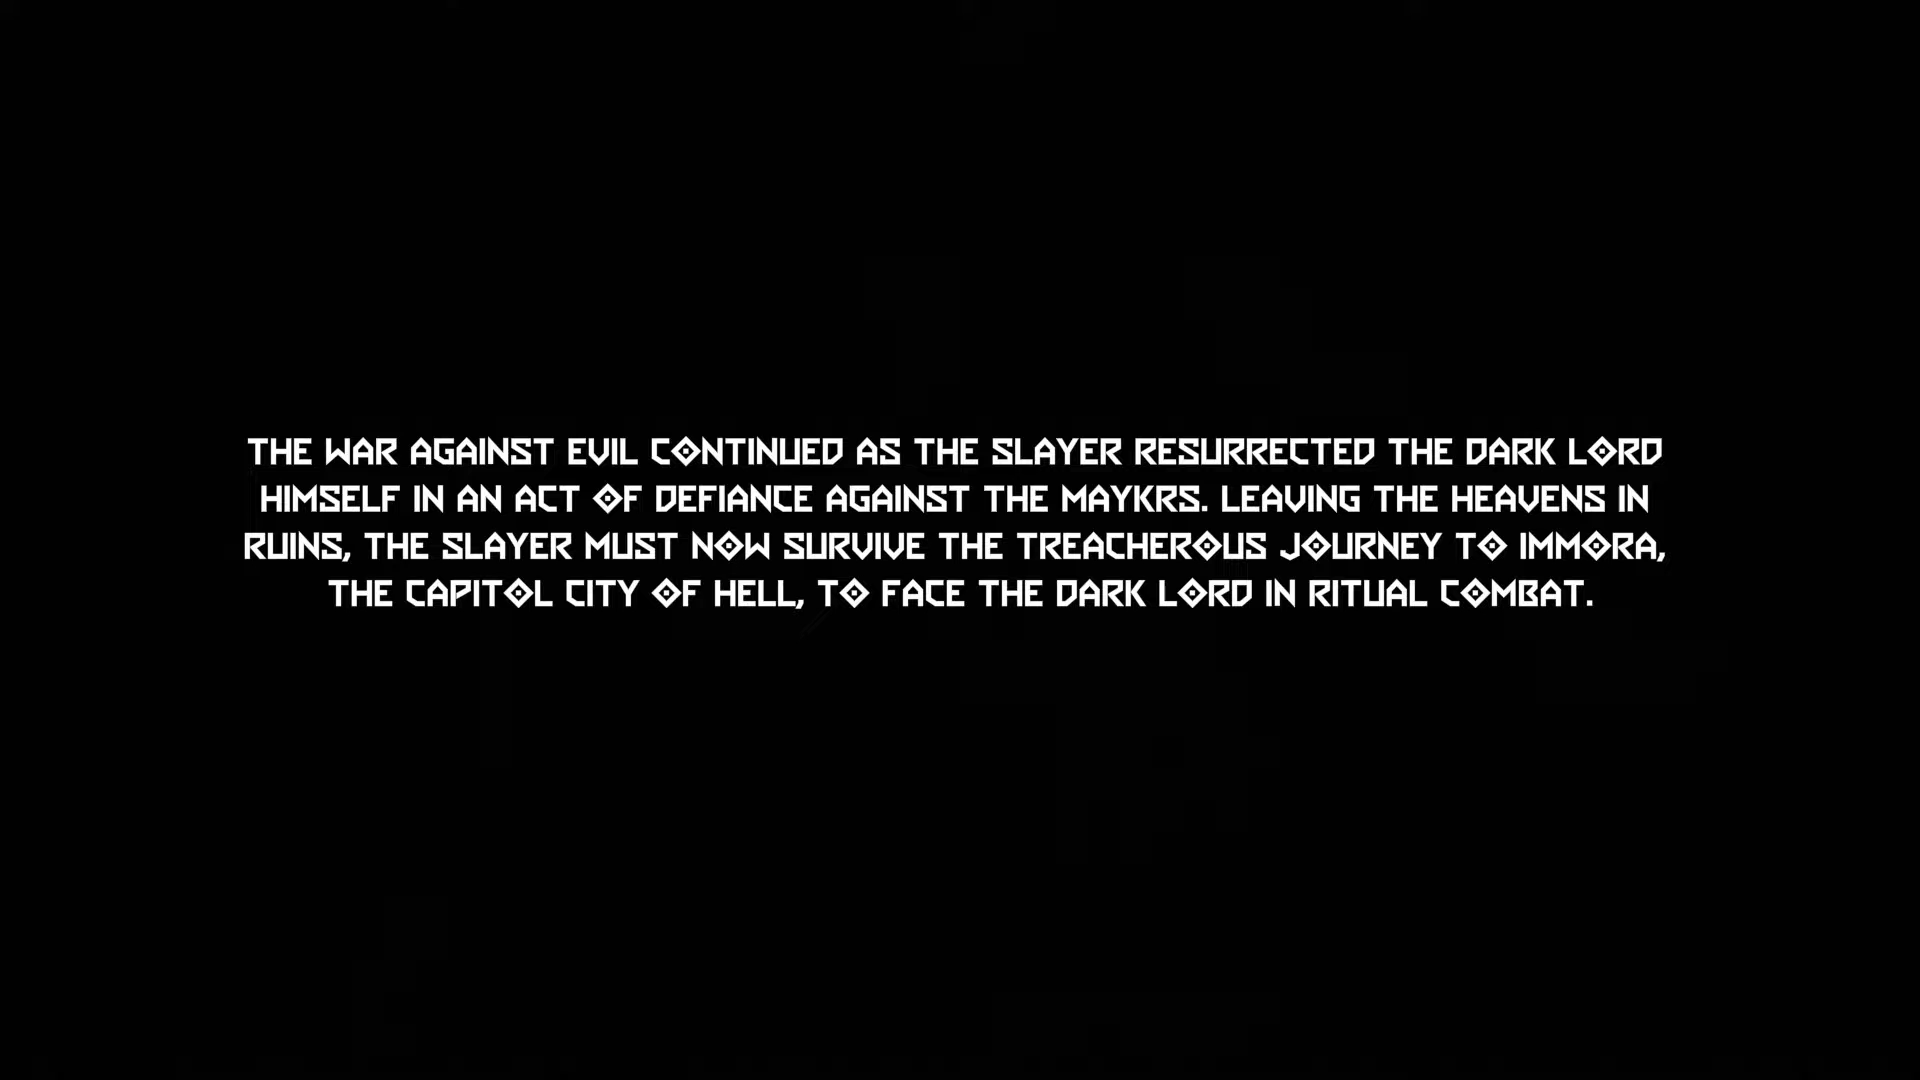 THE WAR AGAINST EVIL CONTINUED AS THE SLAYER RESURRECTED THE DARK LORD
HIMSELF IN AN ACT OF DEFIANCE AGAINST THE MAYKRS. LEAVING THE HEAVENS IN
RUINS, THE SLAYER MUST NOW SURVIVE THE TREACHEROUS JOURNEY TO IMMORA,
THE CAPITOL CITY OF HELL, TO FACE THE DARK LORD IN RITUAL COMBAT.